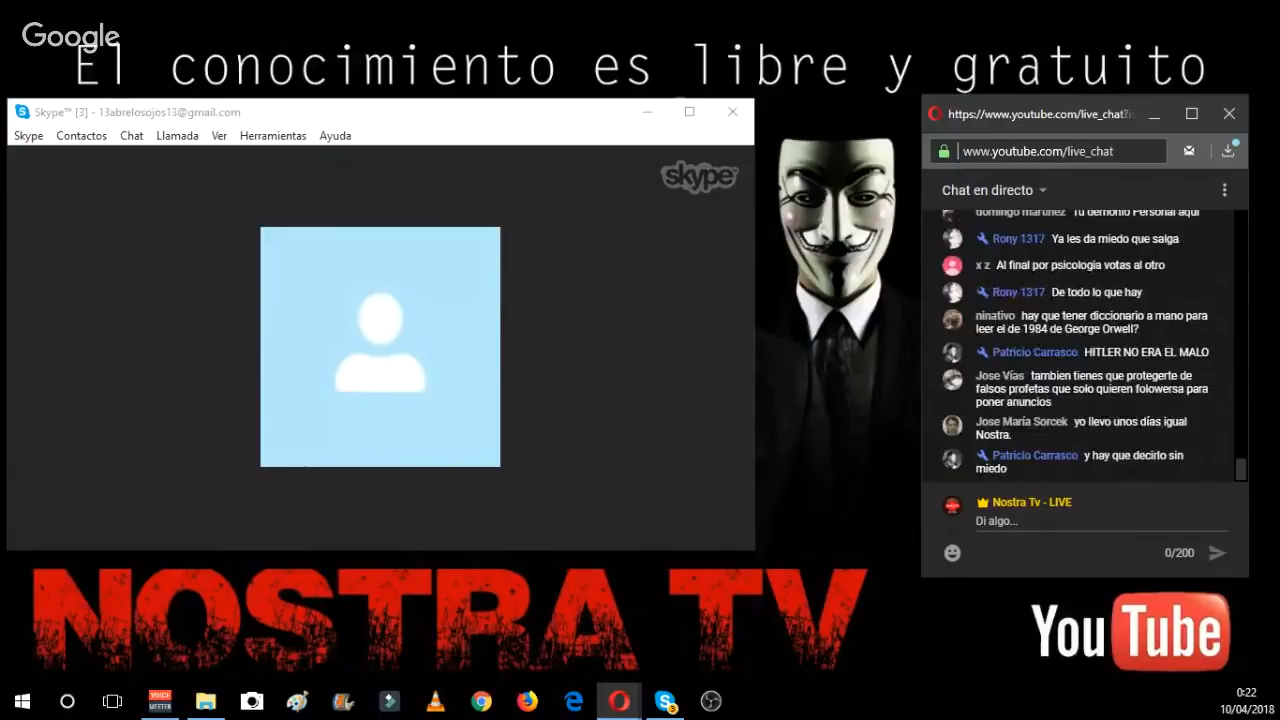 Google
El conocimiento es libre y gratuito
Skype™ [3] - 13abrelosojos13@gmail.com
Skype Contactos Chat Llamada Ver Herramientas Ayuda
skype
https://www.youtube.com/live_chat?i
www.youtube.com/live_chat
Chat en directo
domingo martinez Tu demonio Personal aqui
Rony 1317 Ya les da miedo que salga
x z Al final por psicologia votas al otro
Rony 1317 De todo lo que hay
ninativo hay que tener diccionario a mano para
leer el de 1984 de George Orwell?
Patricio Carrasco HITLER NO ERA EL MALO
Jose Vías tambien tienes que protegerte de
falsos profetas que solo quieren folowersa para
poner anuncios
Jose María Sorcek yo llevo unos días igual
Nostra.
Patricio Carrasco y hay que decirlo sin
miedo
Nostra Tv - LIVE
Di algo...
0/200
NOSTRA TV
YouTube
VOICE
MEETER
3
0:22
10/04/2018